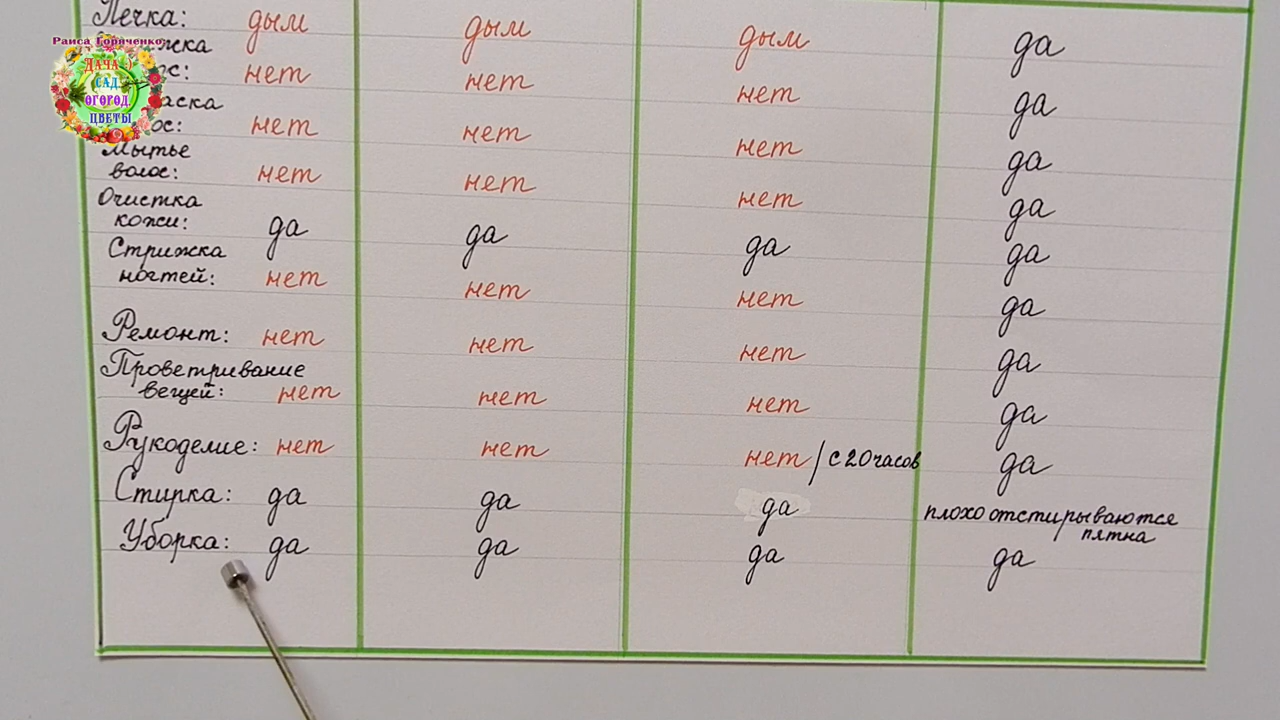 Печка: дым дым дым да
Раиса Горяченко
нет нет нет да
ДАЧА
САД,
ОГОРОД,
ЦВЕТЫ
нет нет нет да
Мытье
волос: нет нет нет да
Очистка
кожи: да да да да
Стрижка
ногтей: нет нет нет да
Ремонт: нет нет нет да
Проветривание
вещей: нет нет нет да
Рукоделие: нет нет нет/с 20 часов да
Стирка: да да да плохо отстирываются
пятна
Уборка: да да да да